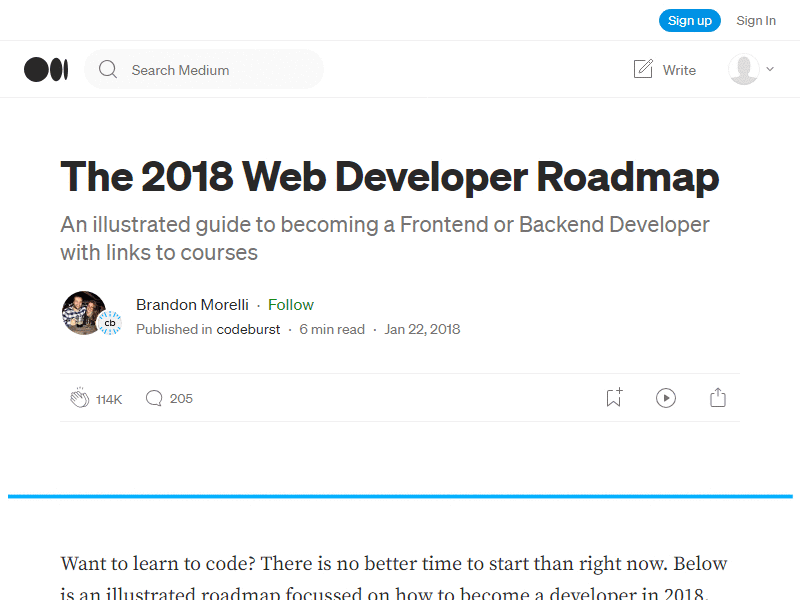 Sign up
Sign In
Search Medium
Write
The 2018 Web Developer Roadmap
An illustrated guide to becoming a Frontend or Backend Developer
with links to courses
cb
Brandon Morelli · Follow
Published in codeburst · 6 min read · Jan 22, 2018
114K
205
Want to learn to code? There is no better time to start than right now. Below
is an illustrated roadmap focussed on how to become a developer in 2018.